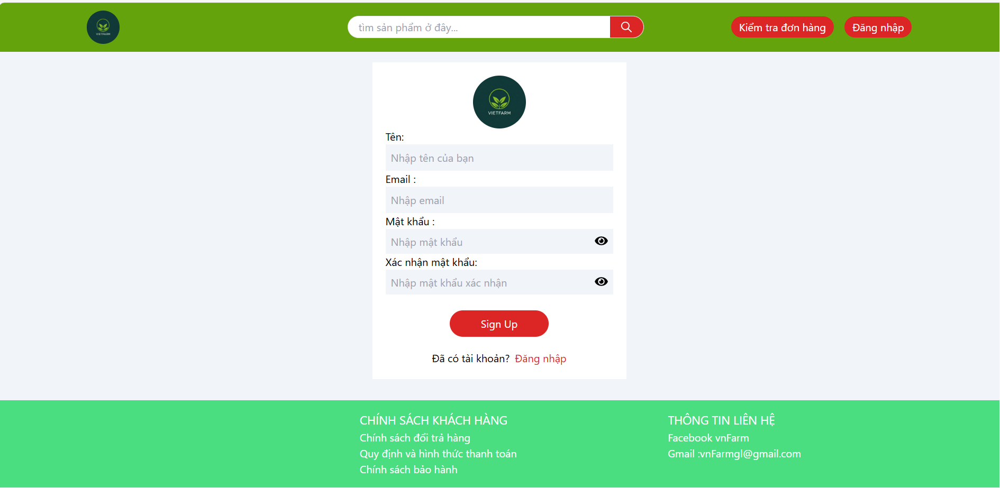 VIETFARM
tìm sản phẩm ở đây...
Kiểm tra đơn hàng
Đăng nhập
VIETFARM
Tên:
Nhập tên của bạn
Email :
Nhập email
Mật khẩu :
Nhập mật khẩu
Xác nhận mật khẩu:
Nhập mật khẩu xác nhận
Sign Up
Đã có tài khoản? Đăng nhập
CHÍNH SÁCH KHÁCH HÀNG
Chính sách đổi trả hàng
Quy định và hình thức thanh toán
Chính sách bảo hành
THÔNG TIN LIÊN HỆ
Facebook vnFarm
Gmail :vnFarmgl@gmail.com